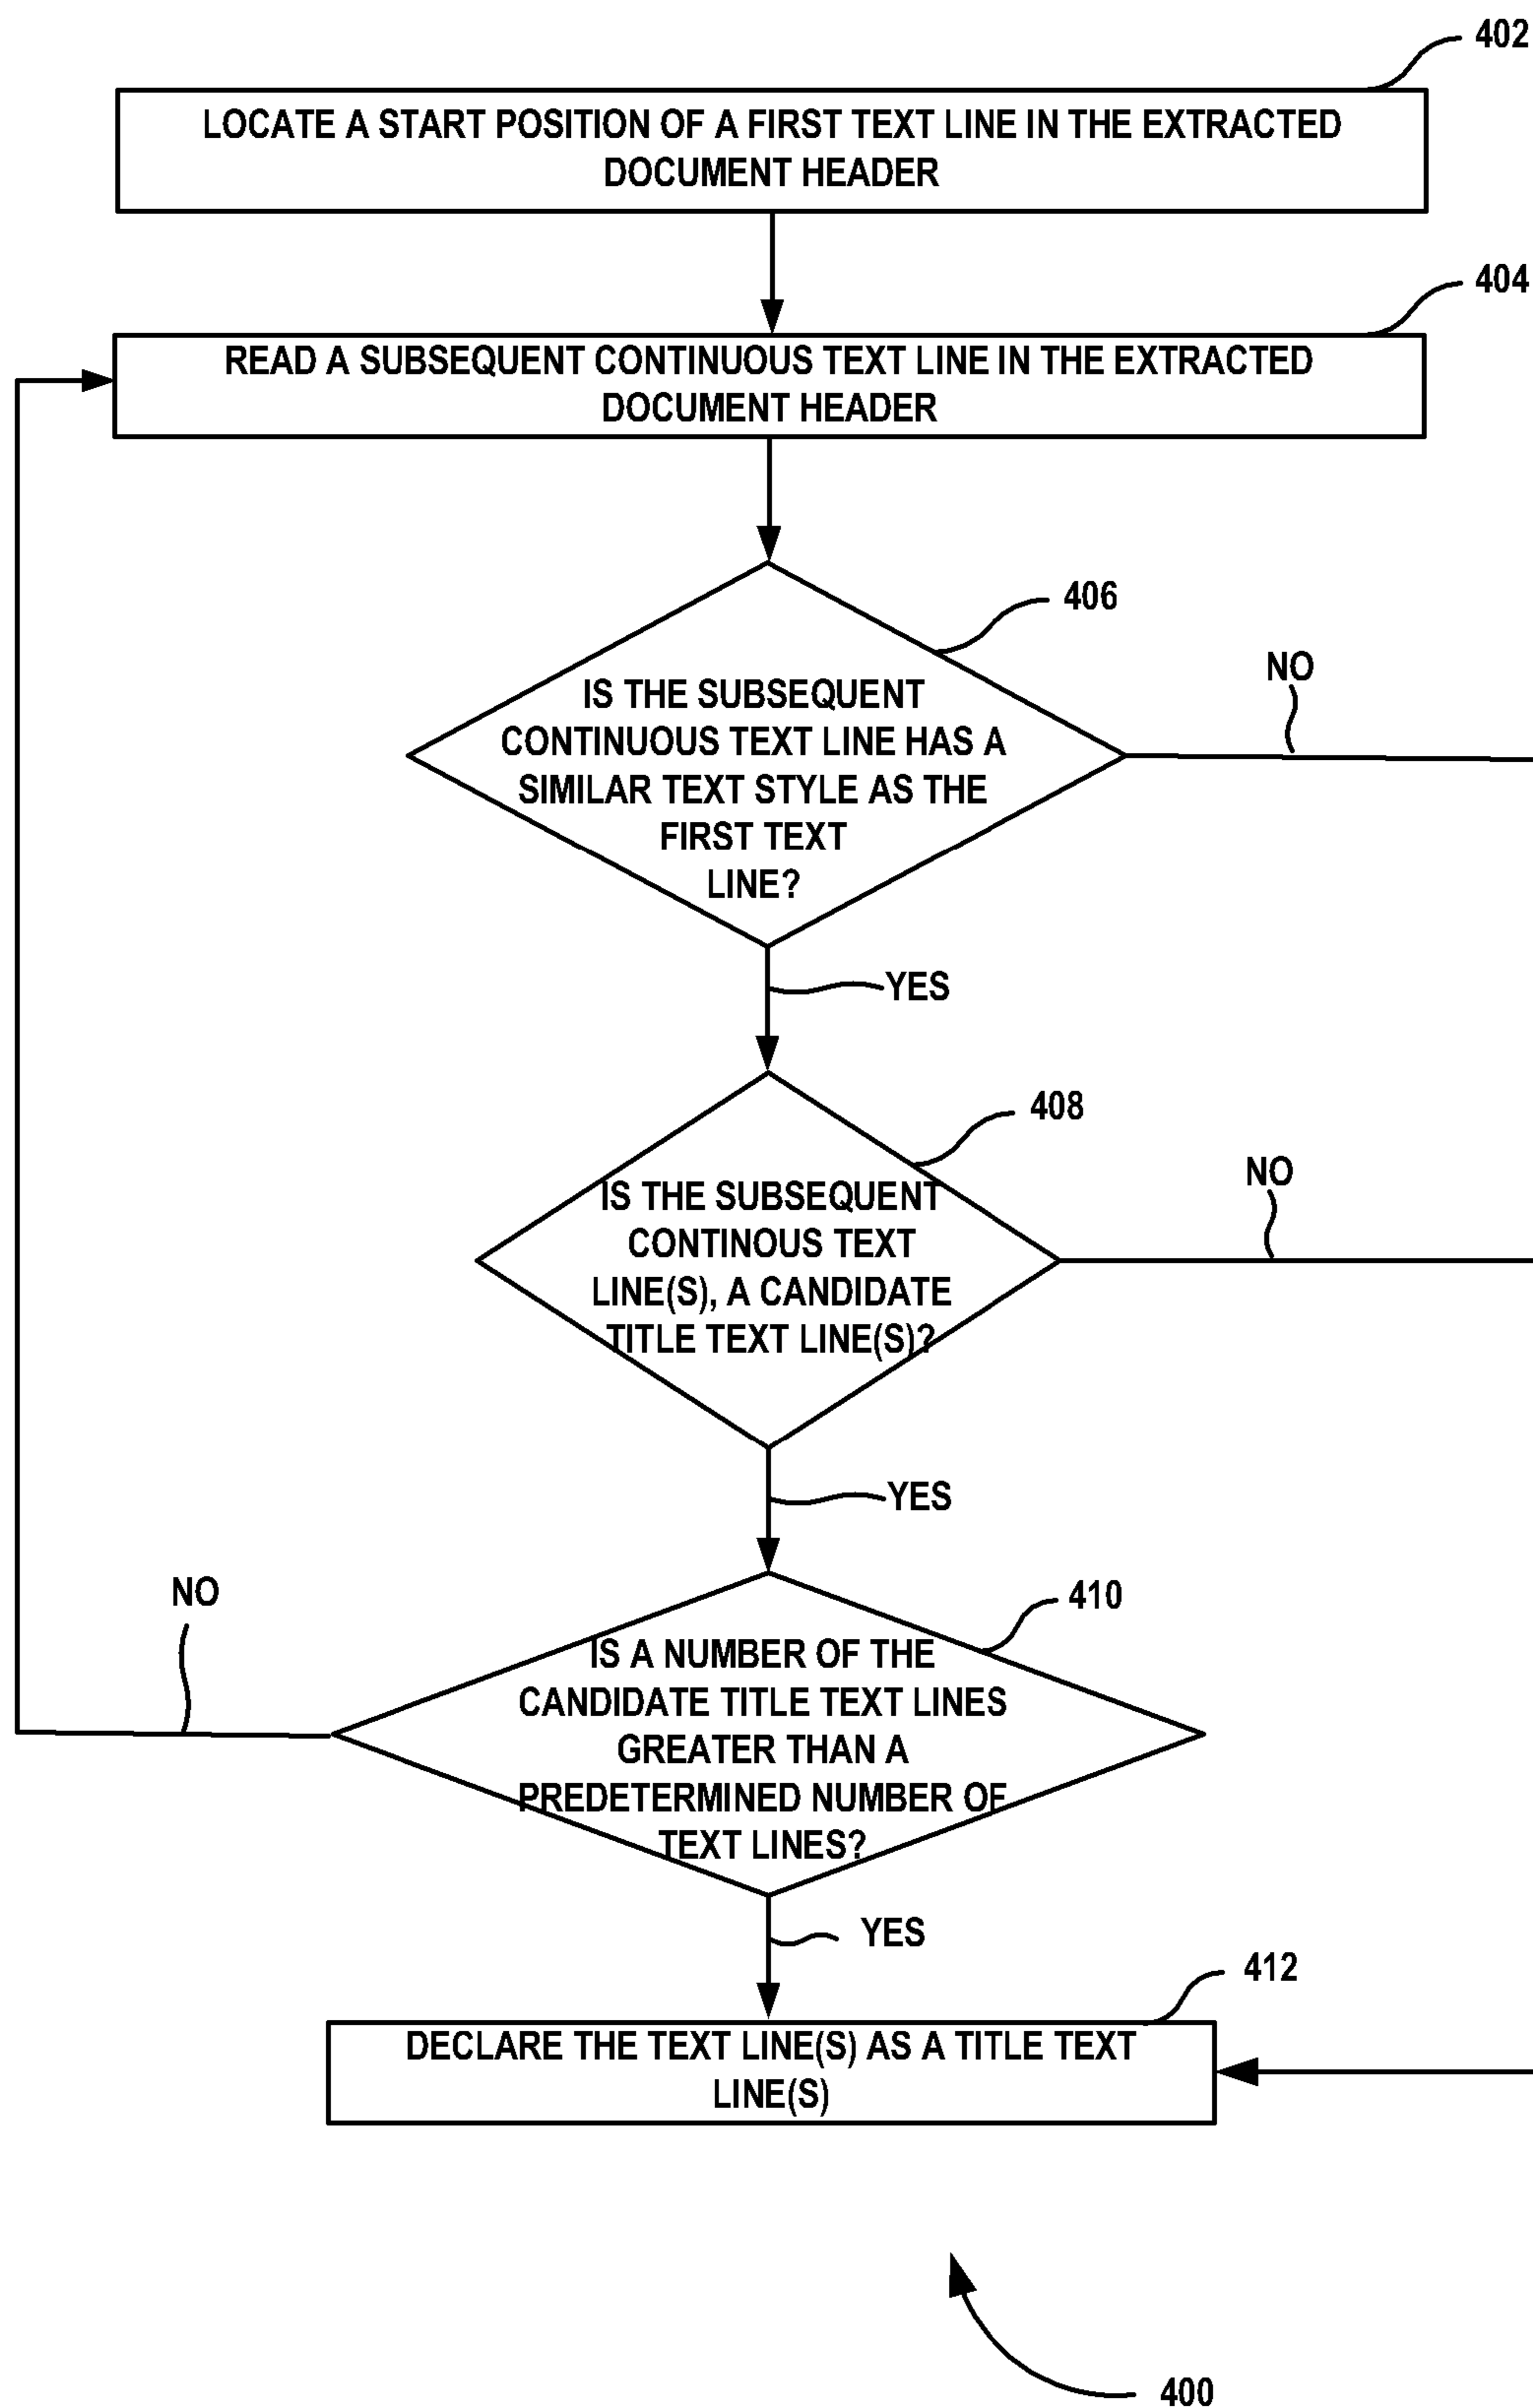 402
LOCATE A START POSITION OF A FIRST TEXT LINE IN THE EXTRACTED
DOCUMENT HEADER
404
READ A SUBSEQUENT CONTINUOUS TEXT LINE IN THE EXTRACTED
DOCUMENT HEADER
406
NO
IS THE SUBSEQUENT
CONTINUOUS TEXT LINE HAS A
SIMILAR TEXT STYLE AS THE
FIRST TEXT
LINE?
YES
408
NO
IS THE SUBSEQUENT
CONTINOUS TEXT
LINE(S), A CANDIDATE
TITLE TEXT LINE(S)?
YES
NO
410
IS A NUMBER OF THE
CANDIDATE TITLE TEXT LINES
GREATER THAN A
PREDETERMINED NUMBER OF
TEXT LINES?
YES
412
DECLARE THE TEXT LINE(S) AS A TITLE TEXT
LINE(S)
400